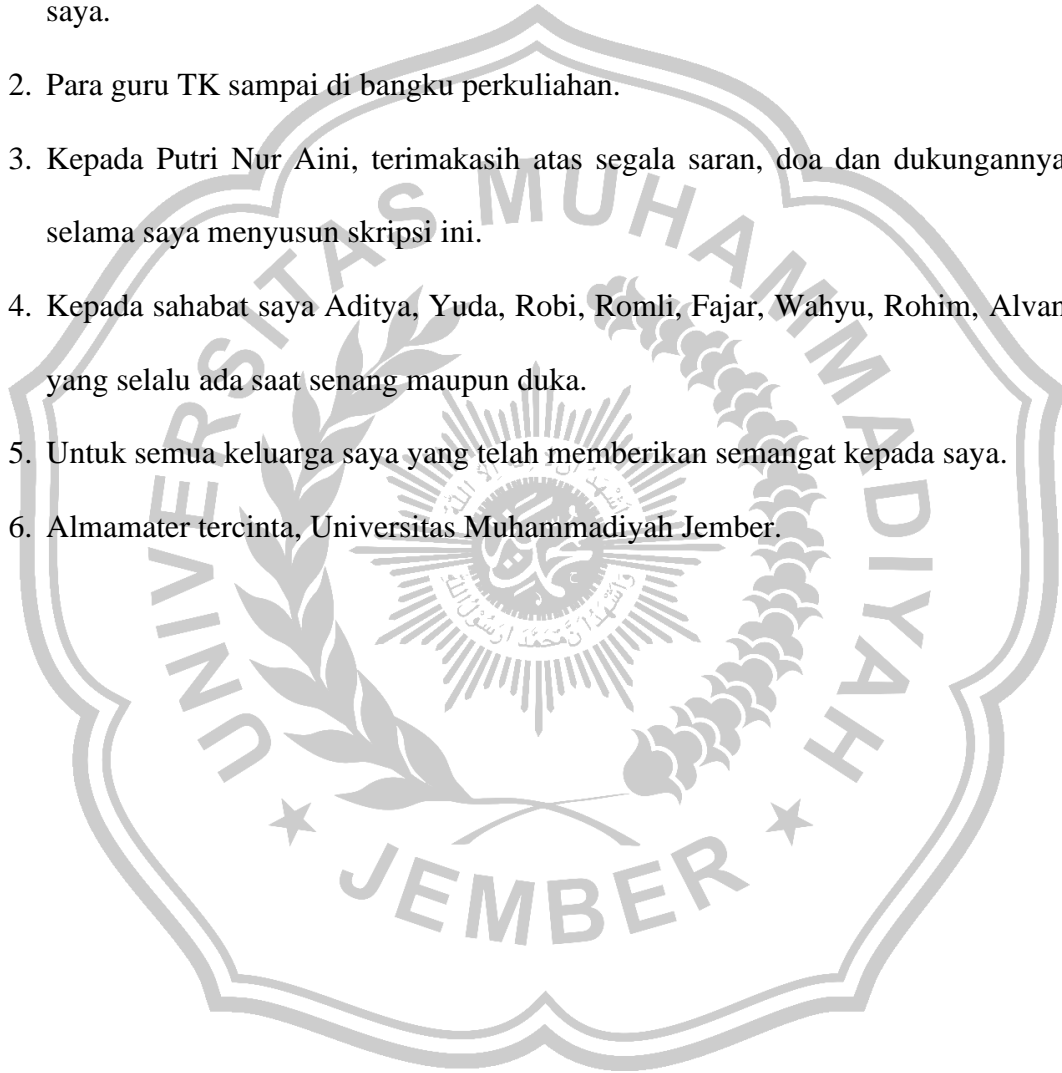 saya.
2. Para guru TK sampai di bangku perkuliahan.
3. Kepada Putri Nur Aini, terimakasih atas segala saran, doa dan dukungannya
selama saya menyusun skripsi ini.
4. Kepada sahabat saya Aditya, Yuda, Robi, Romli, Fajar, Wahyu, Rohim, Alvan
yang selalu ada saat senang maupun duka.
5. Untuk semua keluarga saya yang telah memberikan semangat kepada saya.
6. Almamater tercinta, Universitas Muhammadiyah Jember.
UNIVERSITAS MUHAMMADIYAH
JEMBER